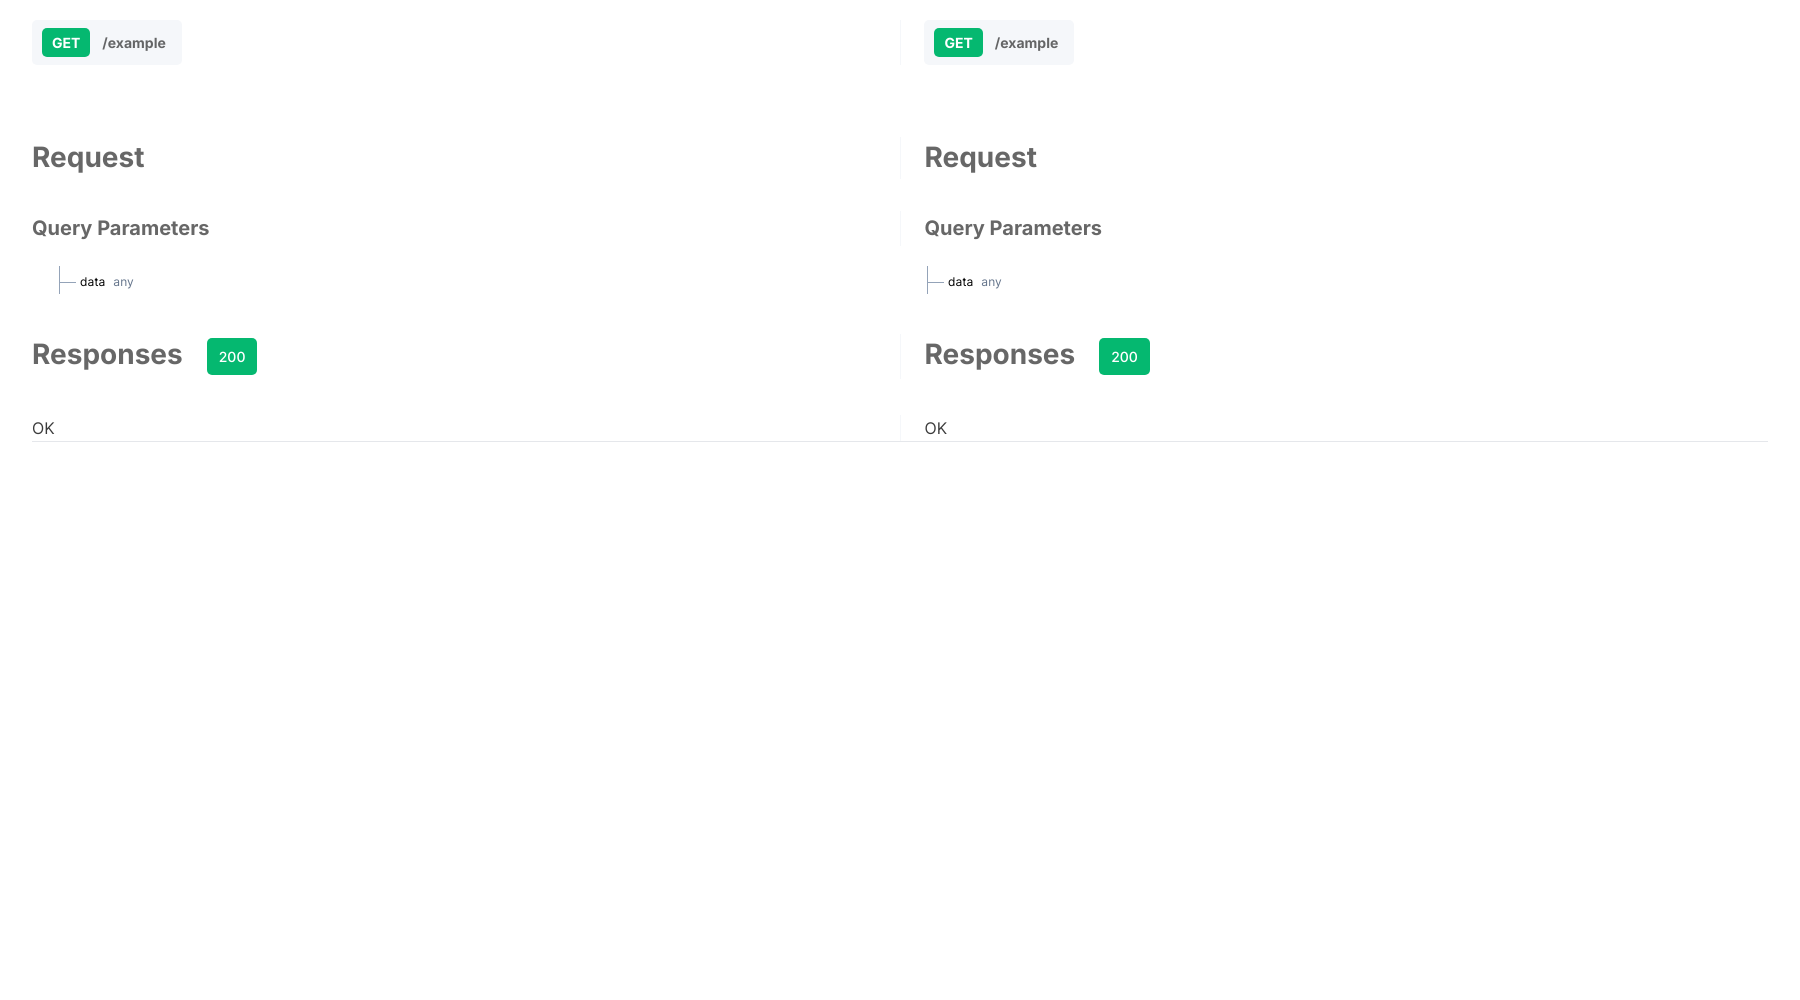 GET /example
GET /example
Request
Request
Query Parameters
Query Parameters
data any
data any
Responses 200
Responses 200
OK
OK